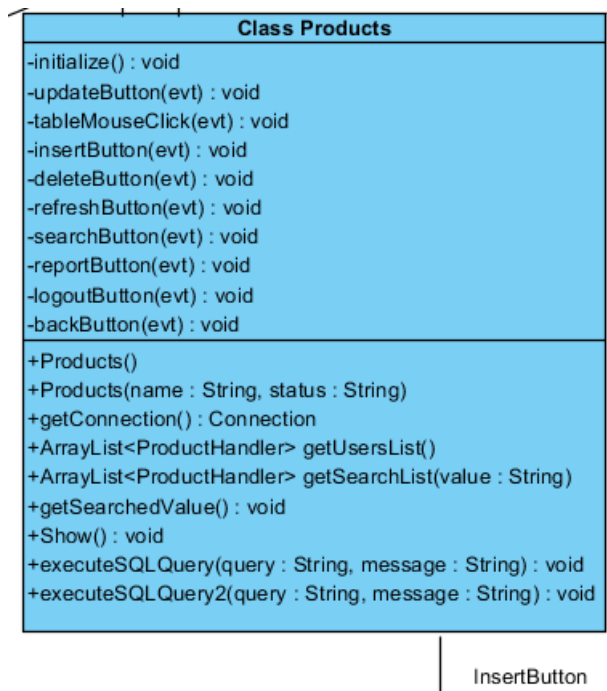 Class Products
-initialize() : void
-updateButton(evt) : void
-tableMouseClick(evt) : void
-insertButton(evt) : void
-deleteButton(evt) : void
-refreshButton(evt) : void
-searchButton(evt) : void
-reportButton(evt) : void
-logoutButton(evt) : void
-backButton(evt) : void
+Products()
+Products(name : String, status : String)
+getConnection() : Connection
+ArrayList<ProductHandler> getUsersList()
+ArrayList<ProductHandler> getSearchList(value : String)
+getSearchedValue() : void
+Show() : void
+executeSQLQuery(query : String, message : String) : void
+executeSQLQuery2(query : String, message : String) : void
InsertButton